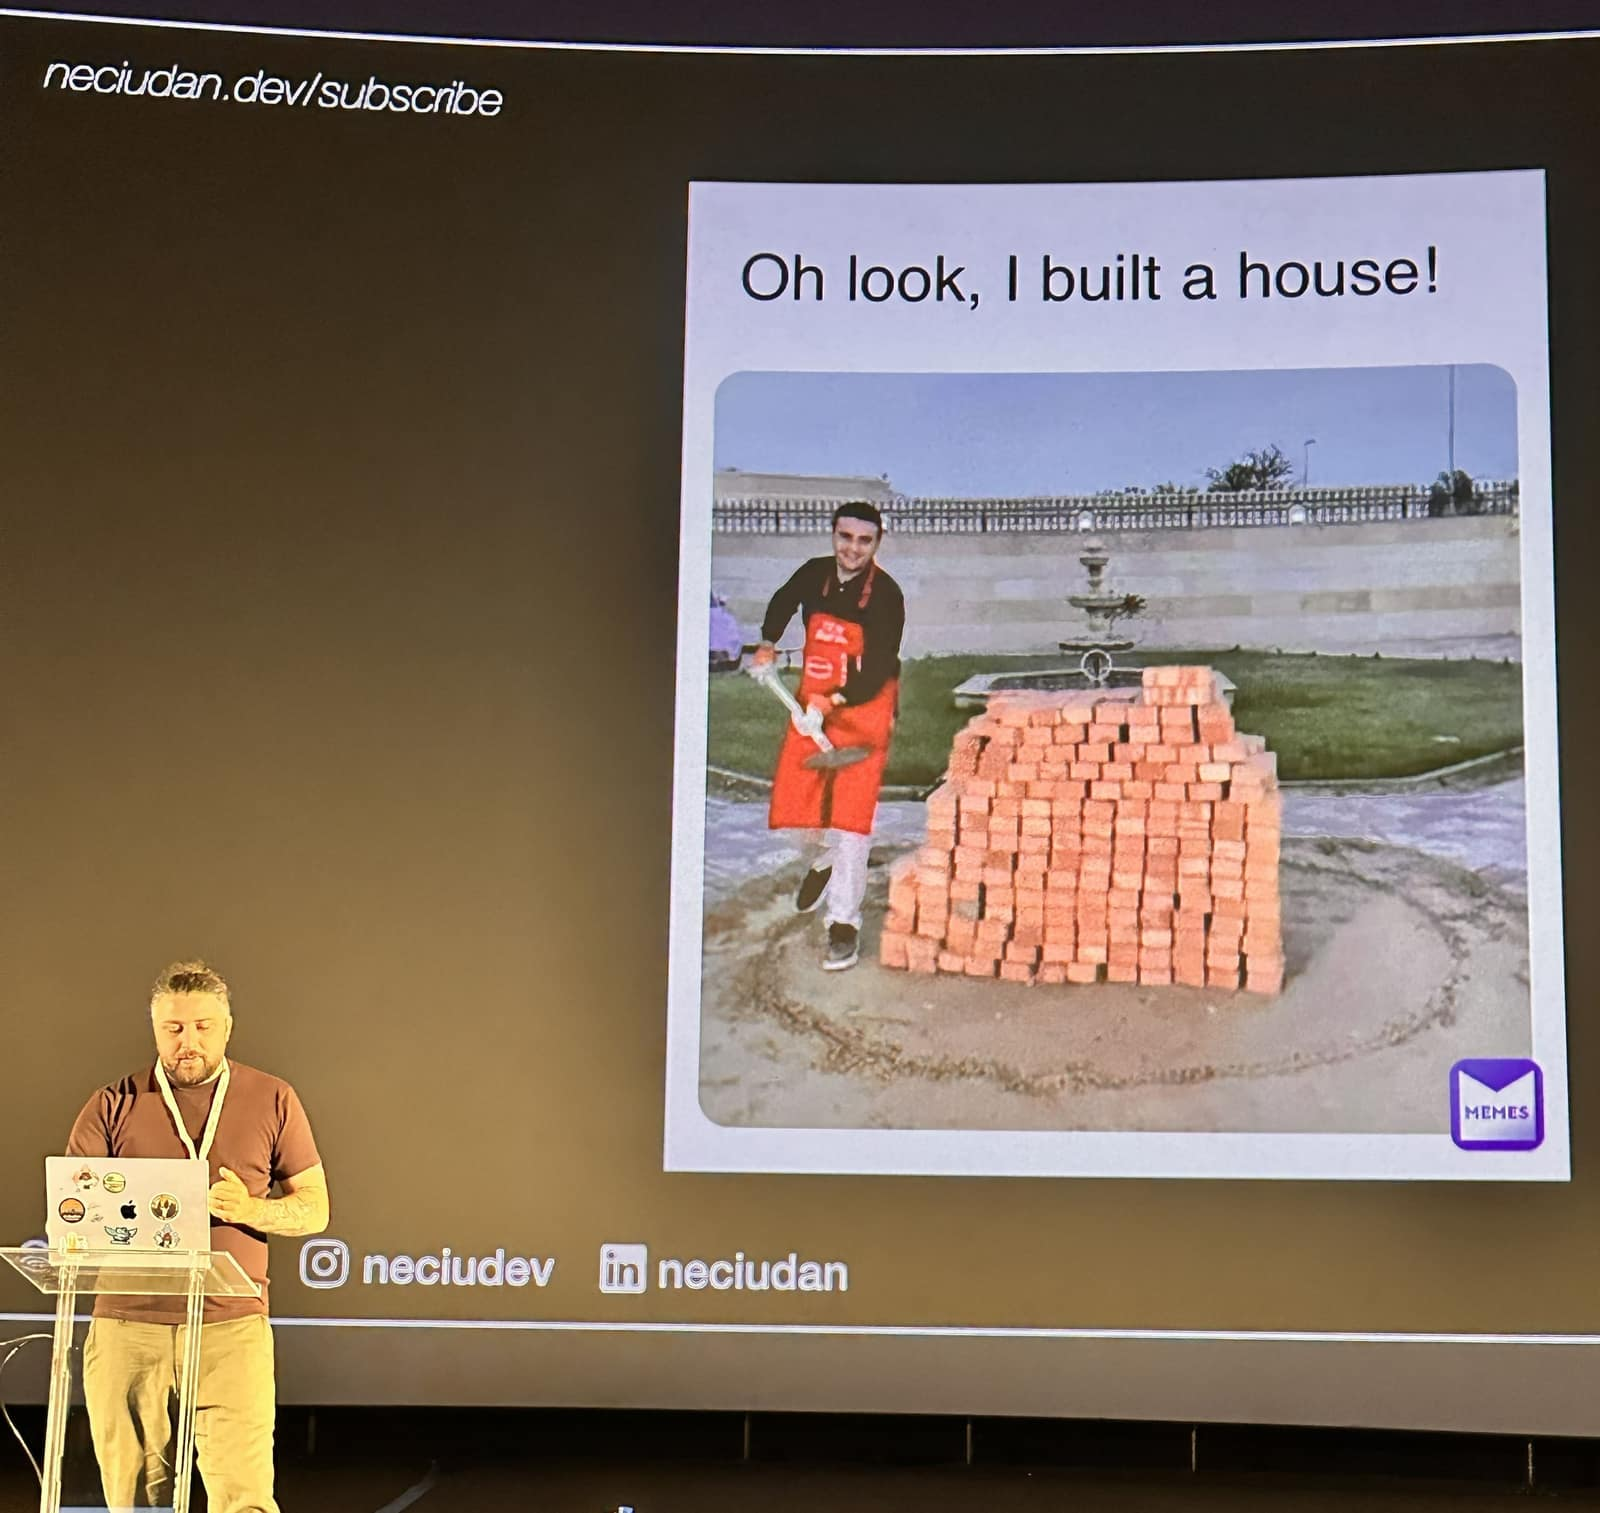 neciudan.dev/subscribe
Oh look, I built a house!
MEMES
neciudev
neciudan